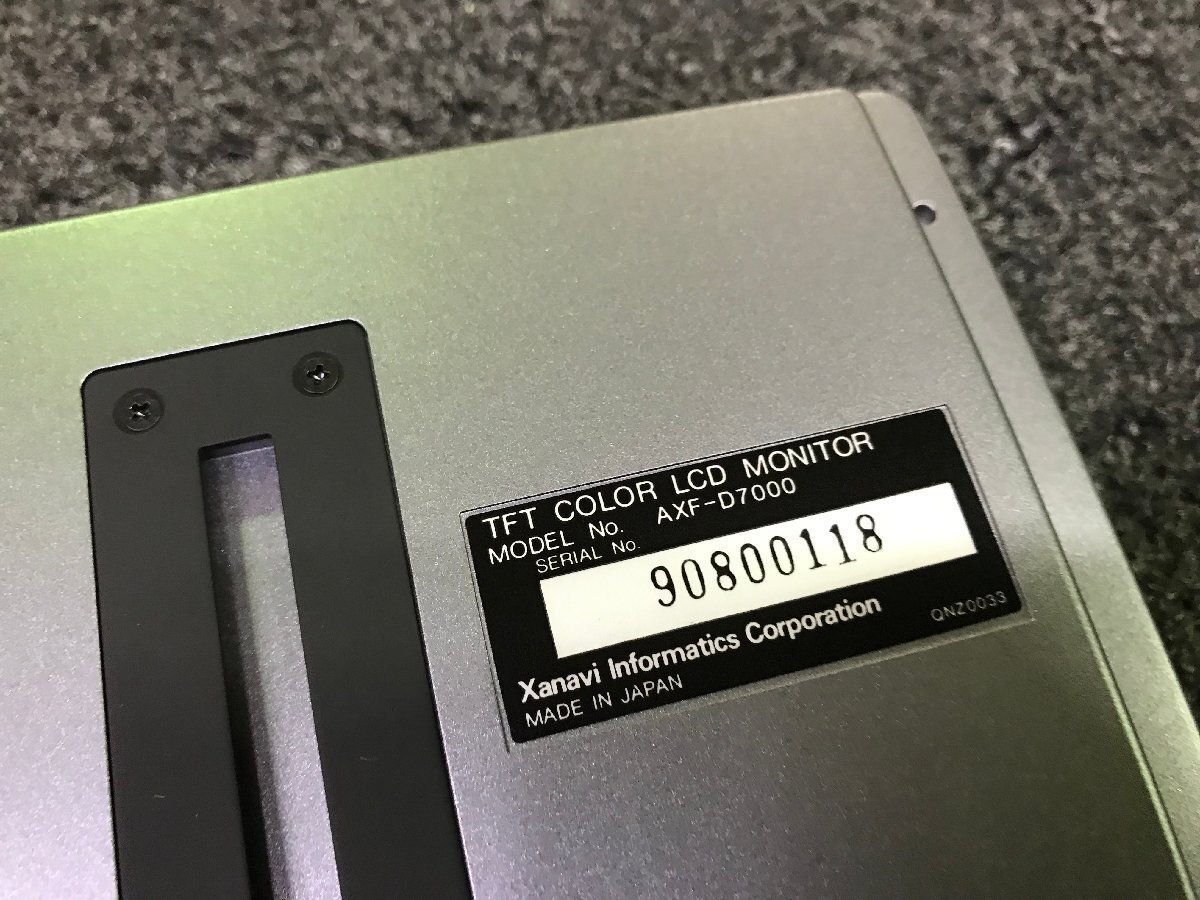 TFT COLOR LCD MONITOR
MODEL No. AXF-D7000
SERIAL No.
90800118
Xanavi Informatics Corporation
MADE IN JAPAN
QNZ0033